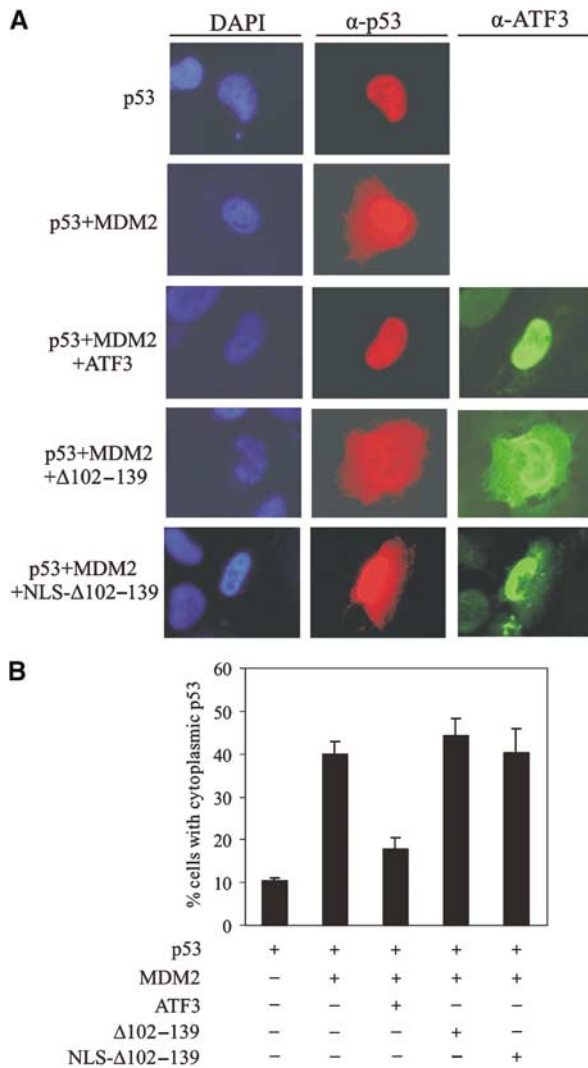 A
DAPI α-p53 α-ATF3
p53
p53+MDM2
p53+MDM2
+ATF3
p53+MDM2
+Δ102–139
p53+MDM2
+NLS-Δ102–139
B
% cells with cytoplasmic p53
60
50
40
30
20
10
0
p53 + + + + +
MDM2 – + + + +
ATF3 – – + – –
Δ102–139 – – – + –
NLS-Δ102–139 – – – – +